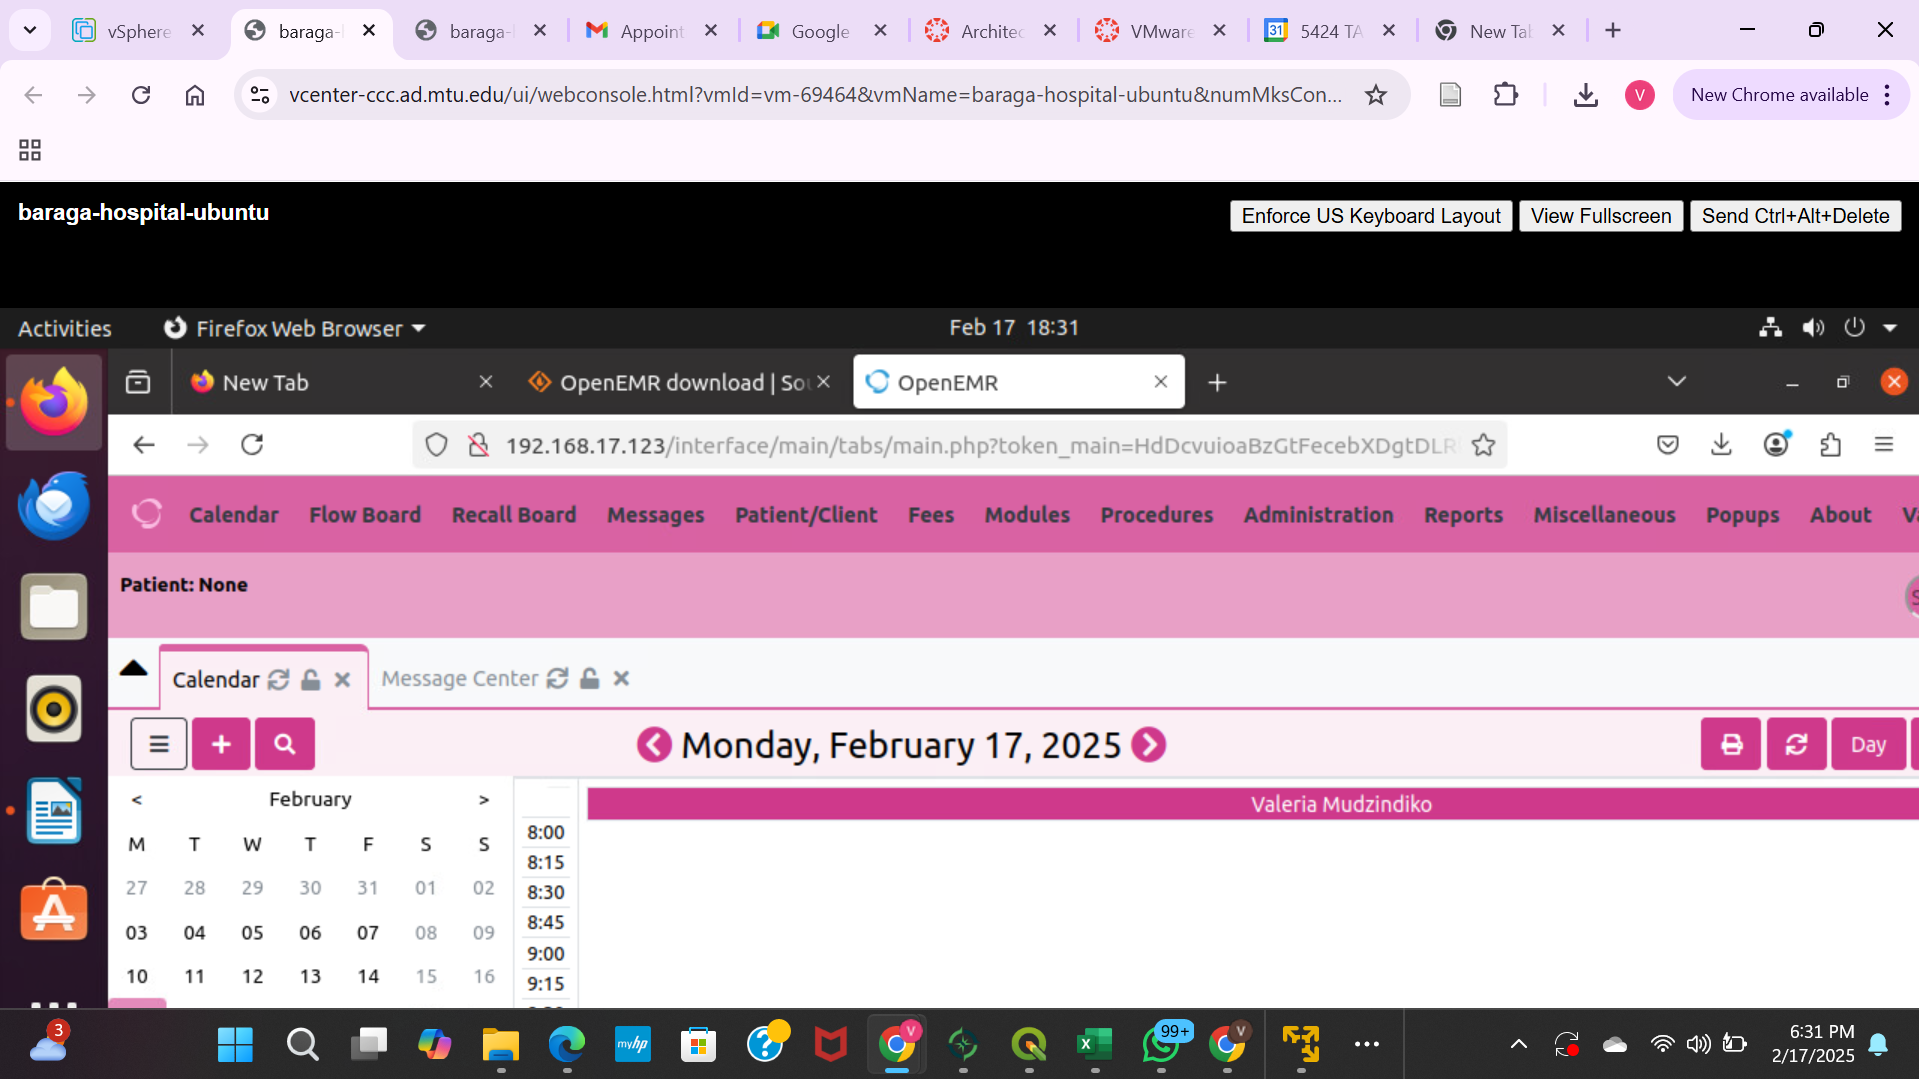 vSphere
baraga-
baraga-
Appoint
Google
Architec
VMware
31 5424 TA
New Tab
vcenter-ccc.ad.mtu.edu/ui/webconsole.html?vmId=vm-69464&vmName=baraga-hospital-ubuntu&numMksCon...
V
New Chrome available
baraga-hospital-ubuntu
Enforce US Keyboard Layout
View Fullscreen
Send Ctrl+Alt+Delete
Activities
Firefox Web Browser
Feb 17 18:31
New Tab
OpenEMR download | Sou
OpenEMR
192.168.17.123/interface/main/tabs/main.php?token_main=HdDcvuioaBzGtFecebXDgtDLR
Calendar Flow Board Recall Board Messages Patient/Client Fees Modules Procedures Administration Reports Miscellaneous Popups About Va
Patient: None
Calendar
Message Center
Monday, February 17, 2025
Day
< February >
M T W T F S S
27 28 29 30 31 01 02
03 04 05 06 07 08 09
10 11 12 13 14 15 16
8:00
8:15
8:30
8:45
9:00
9:15
Valeria Mudzindiko
3
myhp
V
X
99+
V
6:31 PM
2/17/2025